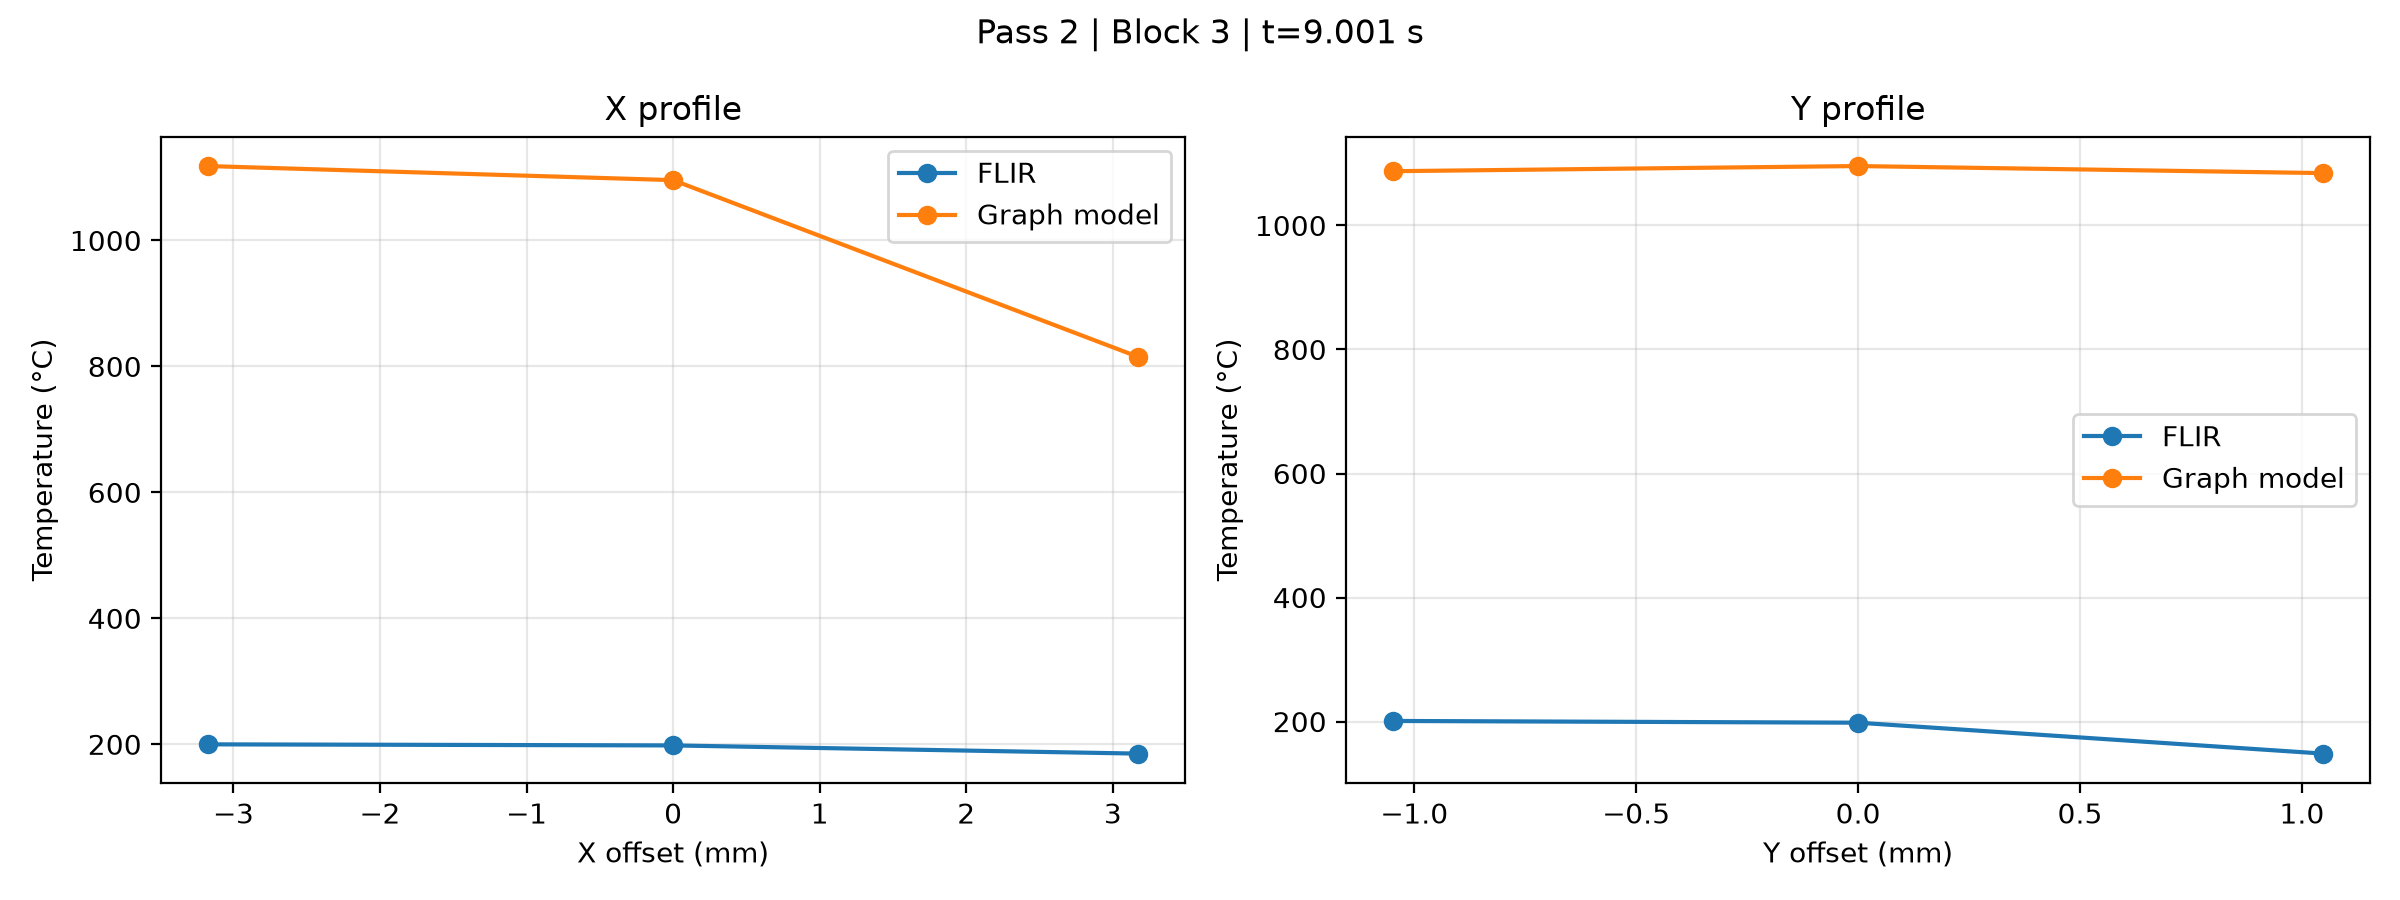 Pass 2 | Block 3 | t=9.001 s
X profile
FLIR
Graph model
1000
800
600
400
200
Temperature (°C)
−3
−2
−1
0
1
2
3
X offset (mm)
Y profile
FLIR
Graph model
1000
800
600
400
200
Temperature (°C)
−1.0
−0.5
0.0
0.5
1.0
Y offset (mm)